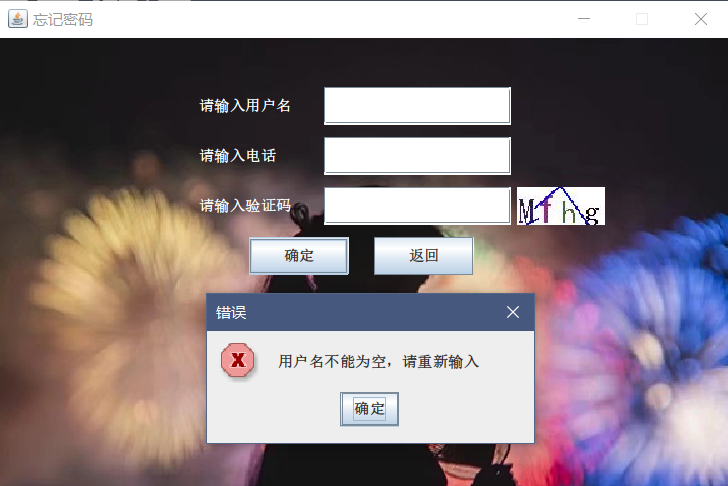 忘记密码
请输入用户名
请输入电话
请输入验证码
Mfhg
确定
返回
错误
X
用户名不能为空，请重新输入
确定